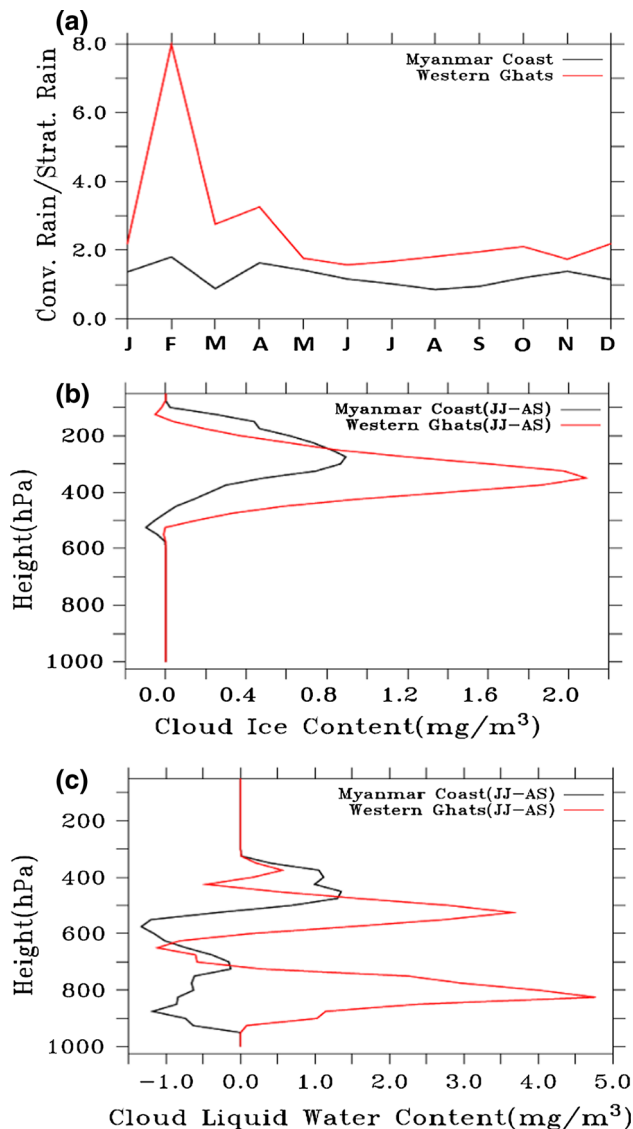 (a)
8.0
6.0
4.0
2.0
0.0
Conv. Rain/Strat. Rain
Myanmar Coast
Western Ghats
J F M A M J J A S O N D
(b)
200
400
600
800
1000
Height(hPa)
Myanmar Coast(JJ-AS)
Western Ghats(JJ-AS)
0.0 0.4 0.8 1.2 1.6 2.0
Cloud Ice Content(mg/m³)
(c)
200
400
600
800
1000
Height(hPa)
Myanmar Coast(JJ-AS)
Western Ghats(JJ-AS)
-1.0 0.0 1.0 2.0 3.0 4.0 5.0
Cloud Liquid Water Content(mg/m³)